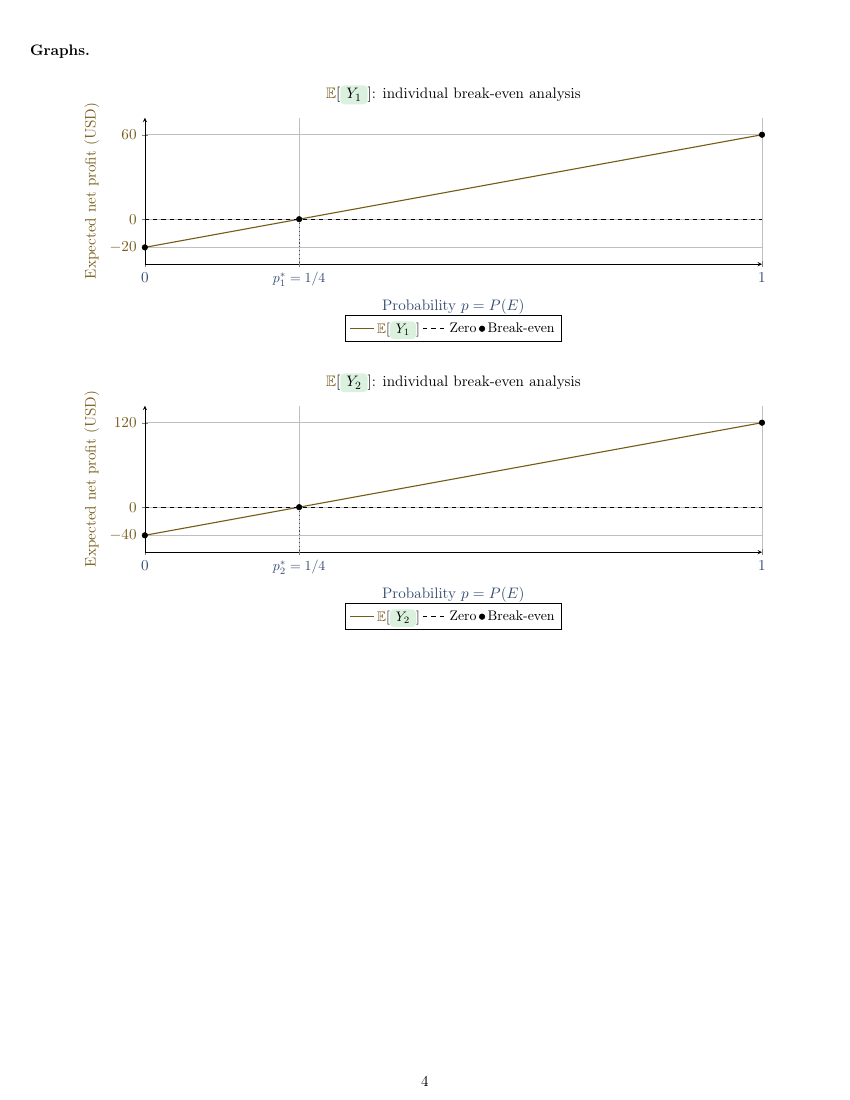 Graphs.
𝔼[ Y₁ ]: individual break-even analysis
Expected net profit (USD)
60
0
−20
0
p₁* = 1/4
1
Probability p = P(E)
𝔼[ Y₁ ] Zero Break-even
𝔼[ Y₂ ]: individual break-even analysis
Expected net profit (USD)
120
0
−40
0
p₂* = 1/4
1
Probability p = P(E)
𝔼[ Y₂ ] Zero Break-even
4